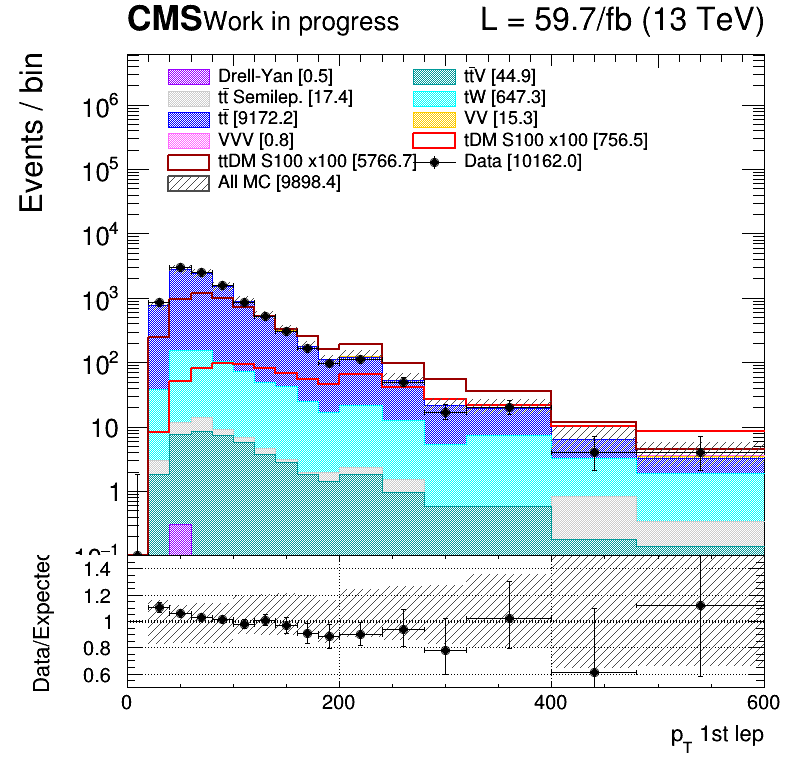 CMS Work in progress L = 59.7/fb (13 TeV)
Events / bin
Drell-Yan [0.5] tt̄V [44.9]
tt̄ Semilep. [17.4] tW [647.3]
tt̄ [9172.2] VV [15.3]
VVV [0.8] tDM S100 x100 [756.5]
ttDM S100 x100 [5766.7] Data [10162.0]
All MC [9898.4]
10⁶
10⁵
10⁴
10³
10²
10
1
10⁻¹
Data/Expected
1.4
1.2
1
0.8
0.6
0 200 400 600
p_T 1st lep